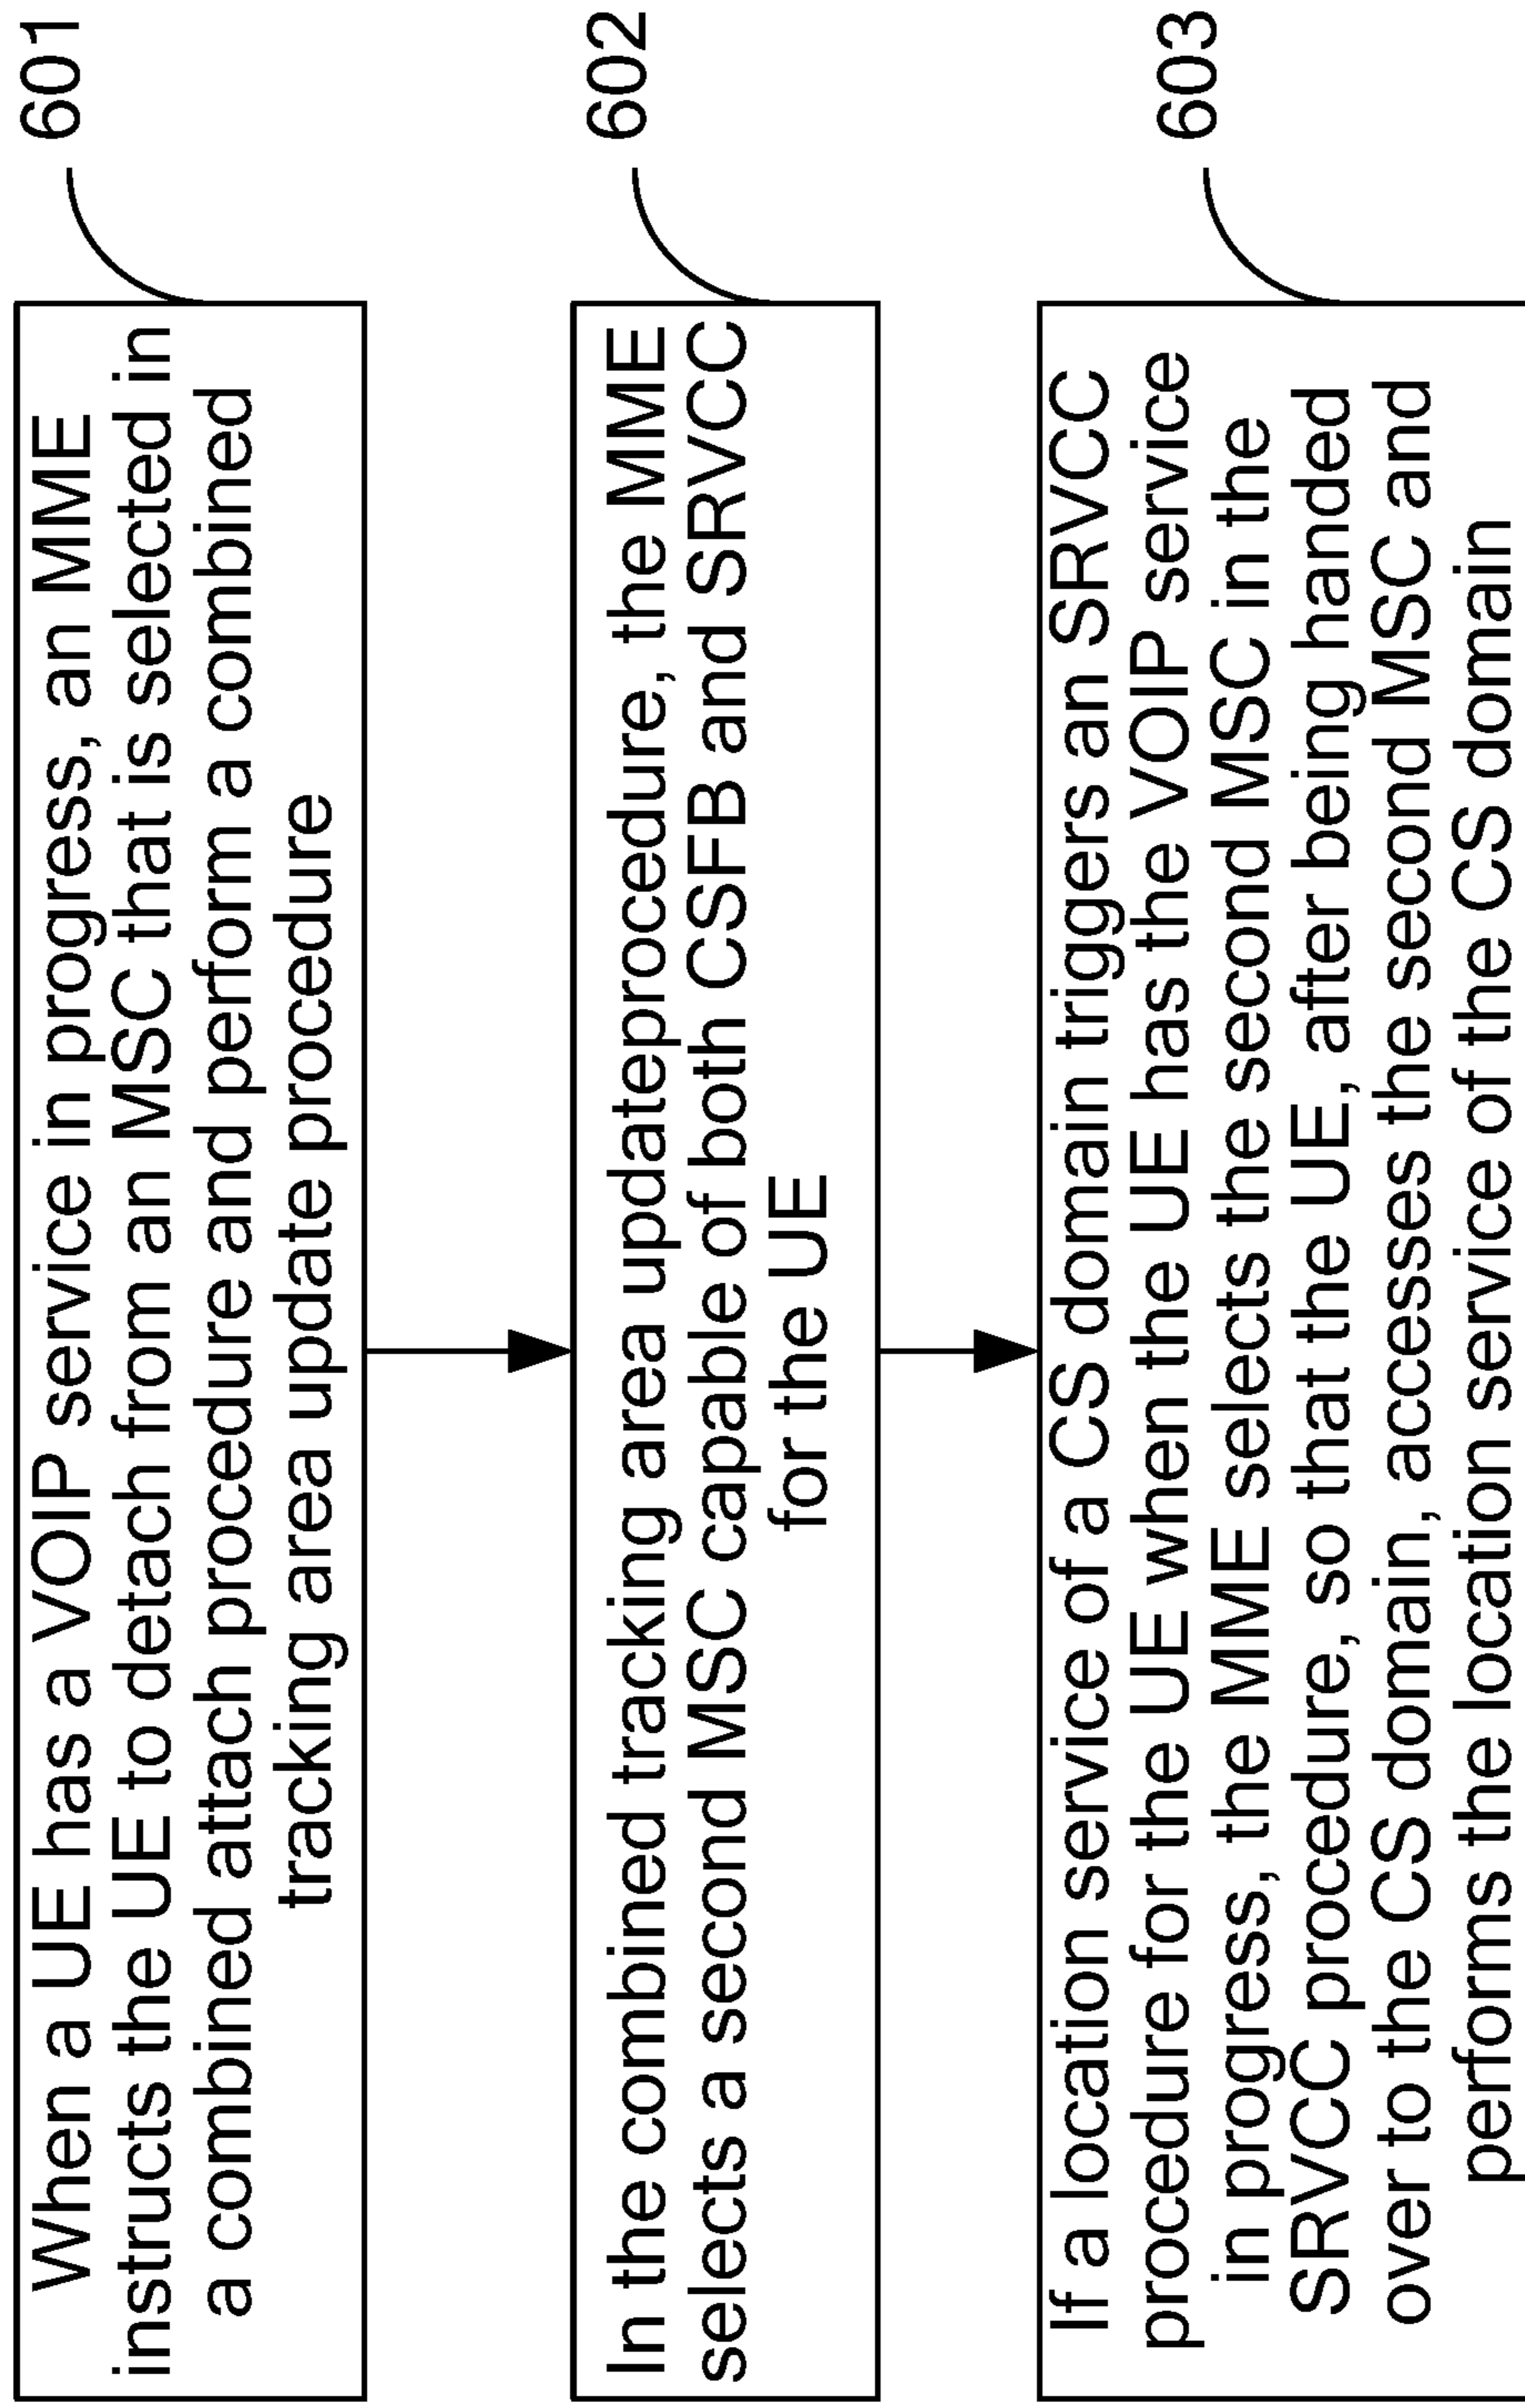 When a UE has a VOIP service in progress, an MME
instructs the UE to detach from an MSC that is selected in
a combined attach procedure and perform a combined
tracking area update procedure
601
In the combined tracking area updateprocedure, the MME
selects a second MSC capable of both CSFB and SRVCC
for the UE
602
If a location service of a CS domain triggers an SRVCC
procedure for the UE when the UE has the VOIP service
in progress, the MME selects the second MSC in the
SRVCC procedure, so that the UE, after being handed
over to the CS domain, accesses the second MSC and
performs the location service of the CS domain
603